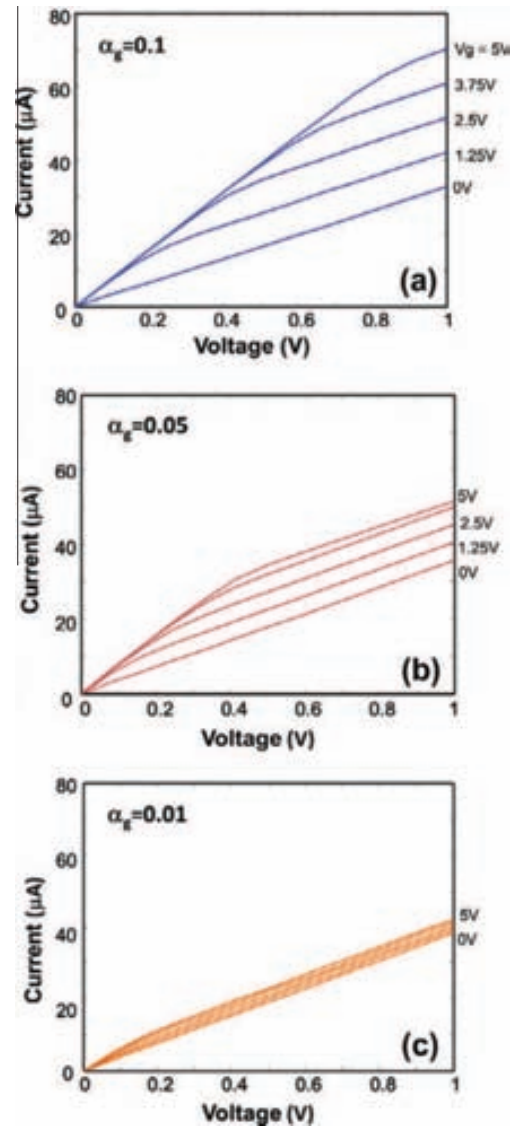 αg=0.1
Vg = 5V
3.75V
2.5V
1.25V
0V
80
60
40
20
0
Current (μA)
(a)
0 0.2 0.4 0.6 0.8 1
Voltage (V)
αg=0.05
5V
2.5V
1.25V
0V
80
60
40
20
0
Current (μA)
(b)
0 0.2 0.4 0.6 0.8 1
Voltage (V)
αg=0.01
5V
0V
80
60
40
20
0
Current (μA)
(c)
0 0.2 0.4 0.6 0.8 1
Voltage (V)